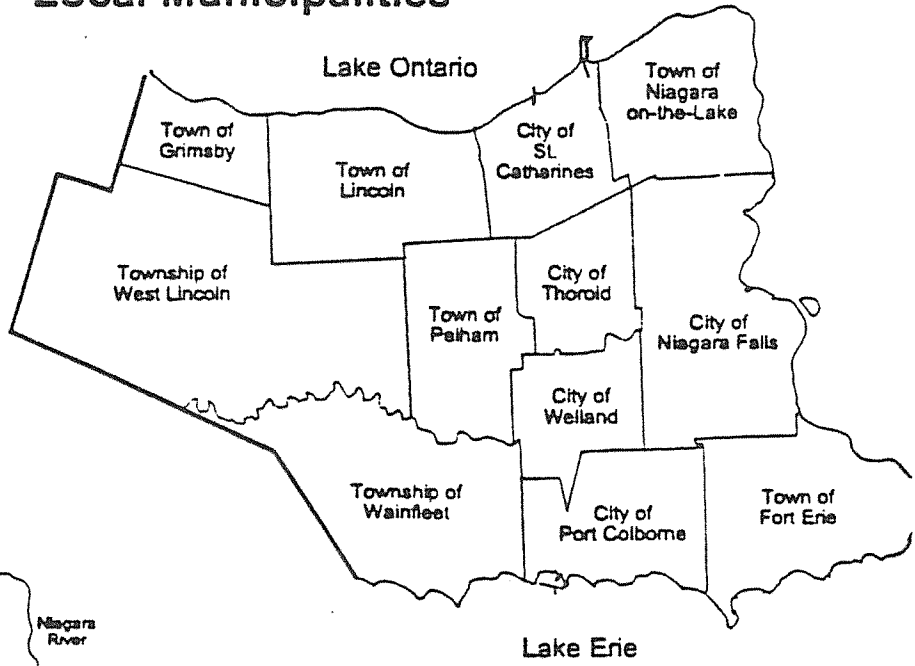 Local Municipalities
Lake Ontario
Town of
Grimsby
Town of
Lincoln
City of
St.
Catharines
Town of
Niagara
on-the-Lake
Township of
West Lincoln
Town of
Pelham
City of
Thorold
City of
Niagara Falls
City of
Welland
Township of
Wainfleet
City of
Port Colborne
Town of
Fort Erie
Niagara
River
Lake Erie